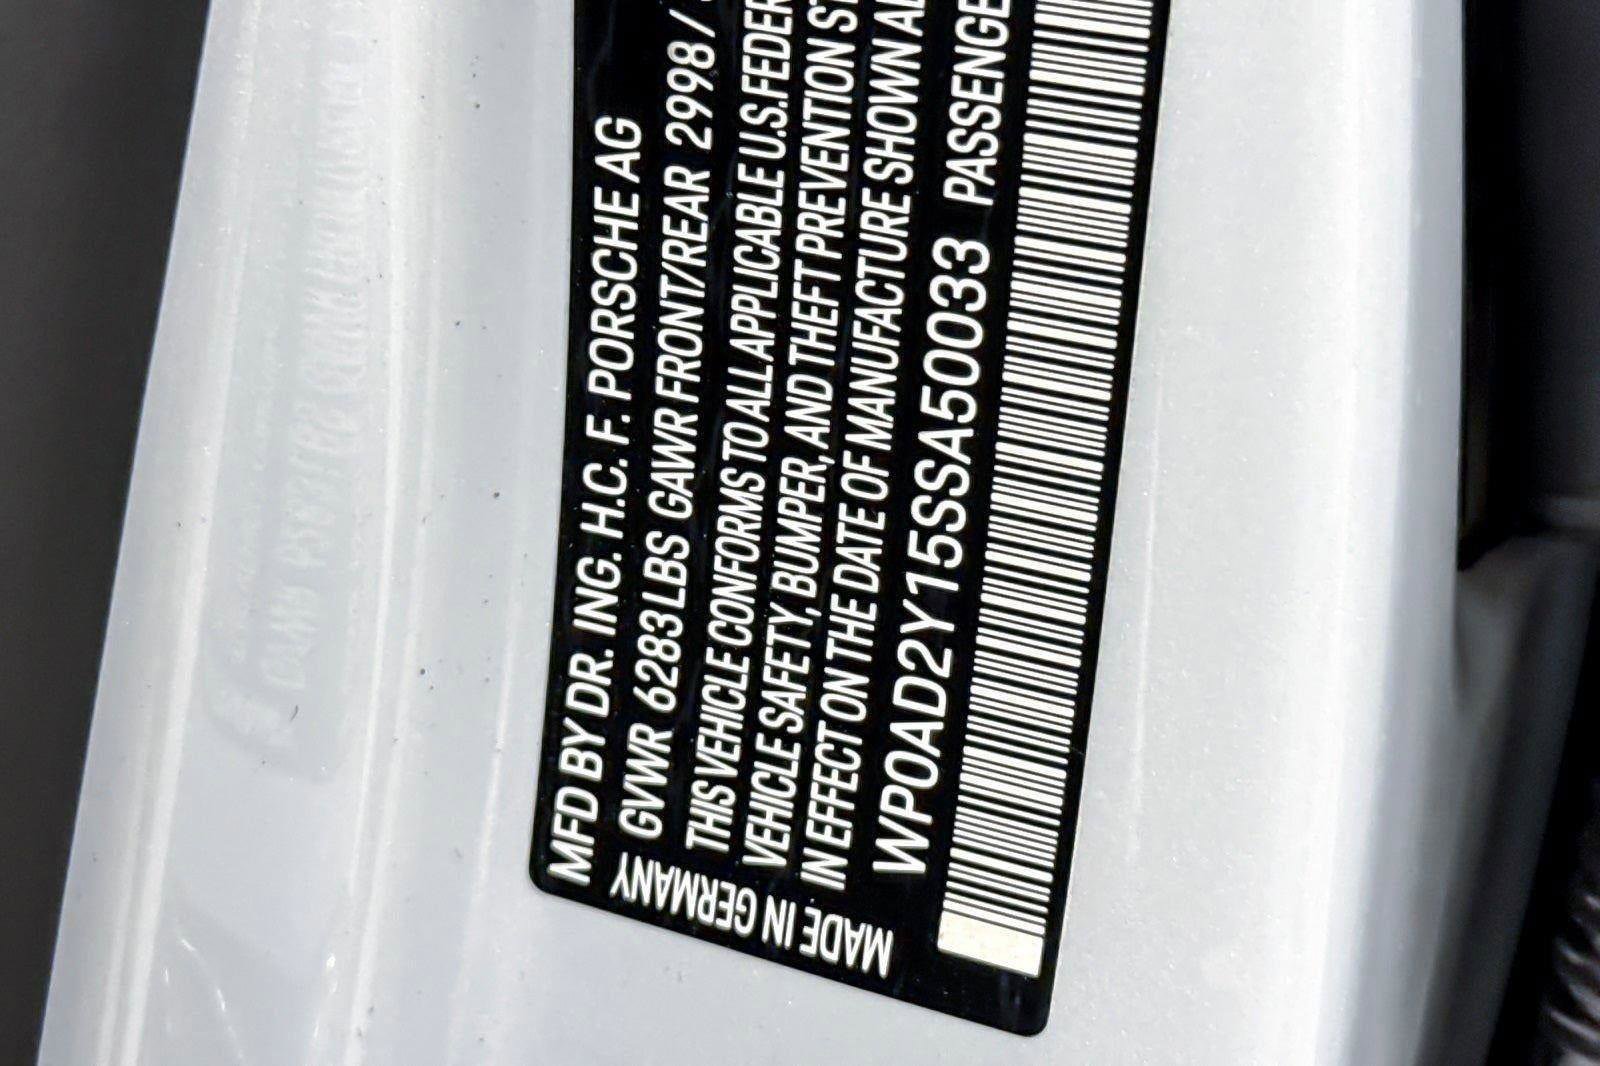 MFD BY DR. ING. H.C. F. PORSCHE AG
GVWR 6283 LBS GAWR FRONT/REAR 2998 /
THIS VEHICLE CONFORMS TO ALL APPLICABLE U.S. FEDER
VEHICLE SAFETY, BUMPER, AND THEFT PREVENTION ST
IN EFFECT ON THE DATE OF MANUFACTURE SHOWN A
WP0AD2Y15SSA50033 PASSENGE
MADE IN GERMANY